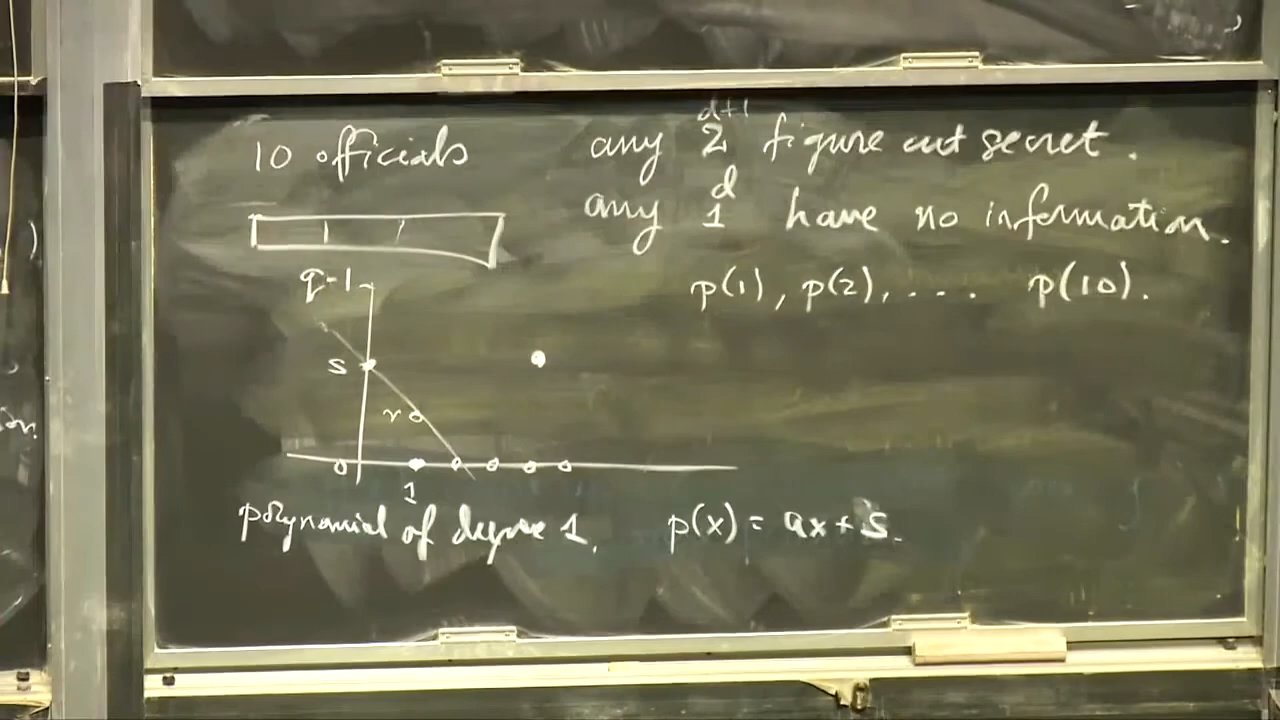 10 officials
d+1
any 2 figure out secret.
d
any 1 have no information.
p(1), p(2), .... p(10).
q-1
s
r
0
1
polynomial of degree 1. p(x) = ax + s.